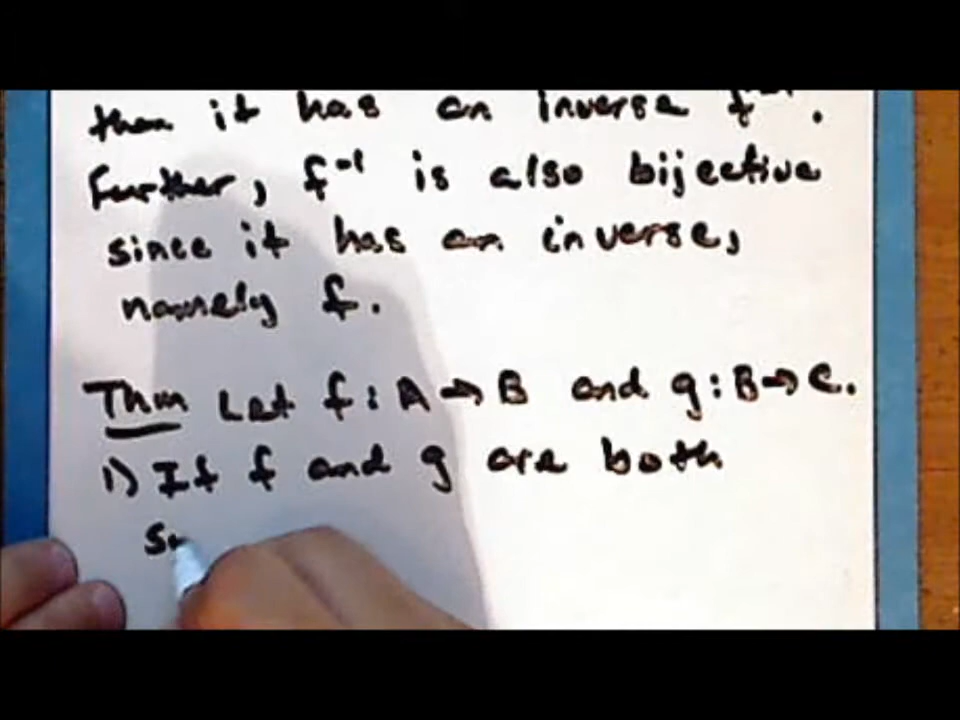 then it has an inverse f⁻¹.
Further, f⁻¹ is also bijective
since it has an inverse,
namely f.
Thm Let f : A → B and g : B → C.
1) If f and g are both